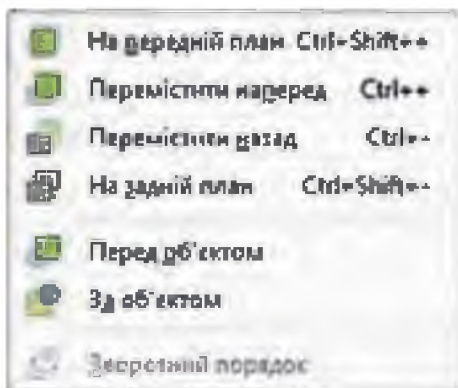 На передній план Ctrl+Shift++
Перемістити наперед Ctrl++
Перемістити назад Ctrl+-
На задній план Ctrl+Shift+-
Перед об'єктом
За об'єктом
Зворотний порядок